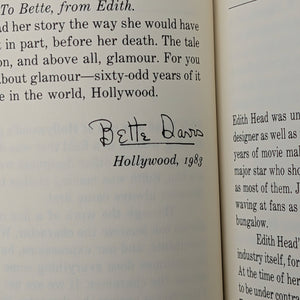 To Bette, from Edith.
ad her story the way she would have
t in part, before her death. The tale
on, and above all, glamour. For you
about glamour—sixty-odd years of it
e in the world, Hollywood.
Bette Davis
Hollywood, 1983
Edith Head was un
designer as well as
years of movie mal
major star who sho
as most of them. J
waving at fans as
bungalow.
Edith Head'
industry itself, for
At the time of her
to be under contra